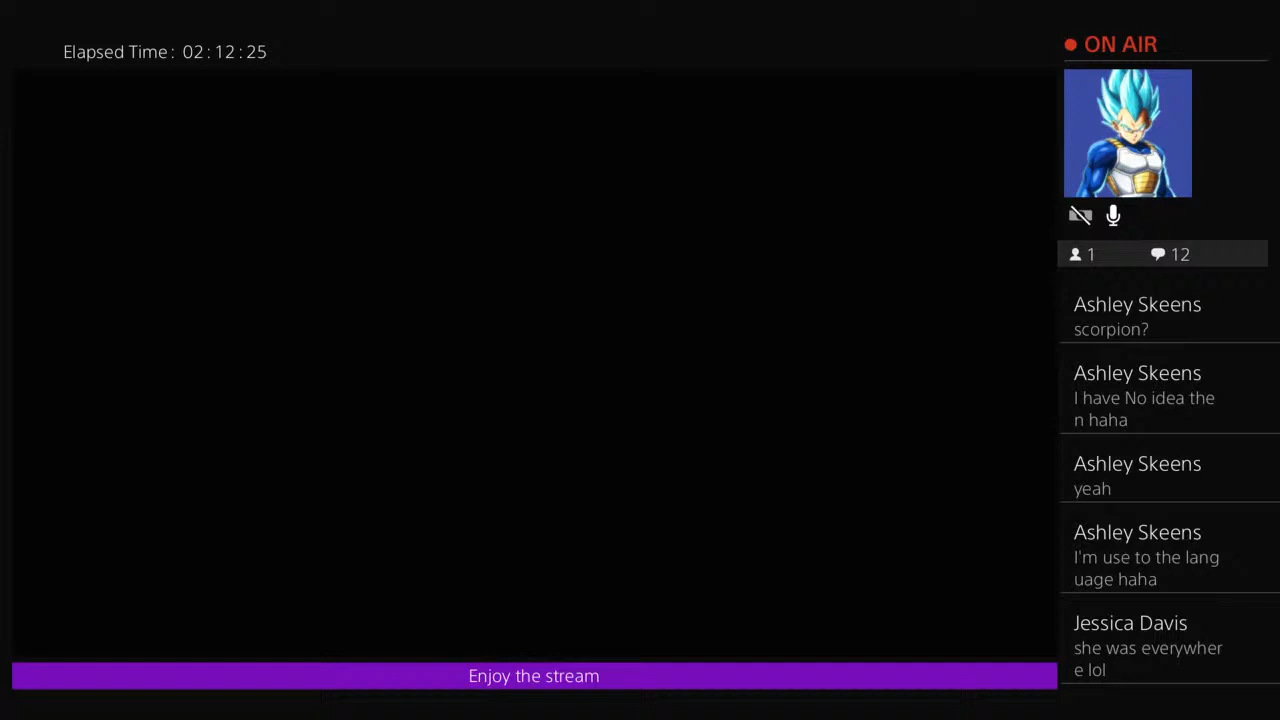 Elapsed Time: 02:12:25
ON AIR
1 12
Ashley Skeens
scorpion?
Ashley Skeens
I have No idea the
n haha
Ashley Skeens
yeah
Ashley Skeens
I'm use to the lang
uage haha
Jessica Davis
she was everywher
e lol
Enjoy the stream